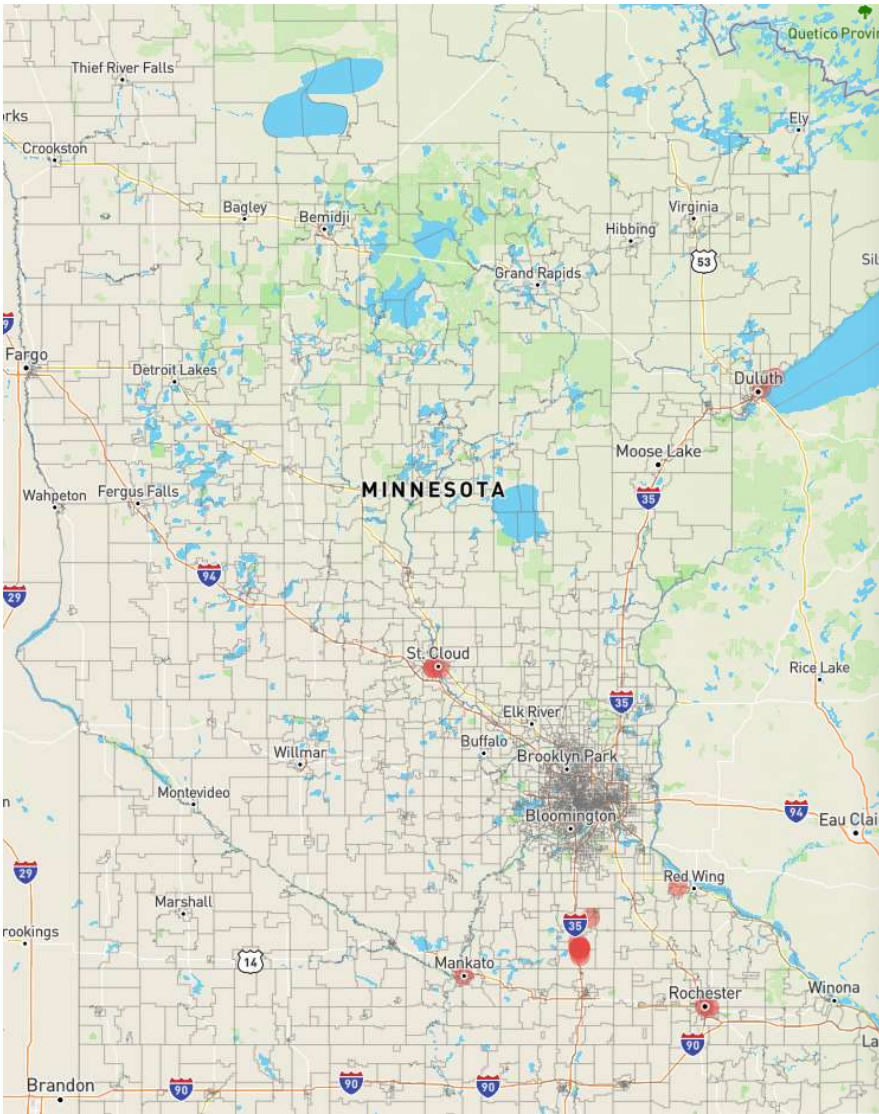 Quetico Provin
Thief River Falls
Ely
orks
Crookston
Bagley
Bemidji
Virginia
Hibbing
53
Grand Rapids
Sil
Fargo
Detroit Lakes
Duluth
Moose Lake
MINNESOTA
Wahpeton
Fergus Falls
35
94
29
St. Cloud
Rice Lake
35
Elk River
Buffalo
Brooklyn Park
Willmar
Montevideo
94
Bloomington
Eau Clai
29
Red Wing
Marshall
35
rookings
14
Mankato
Rochester
Winona
90
La
90
90
90
Brandon